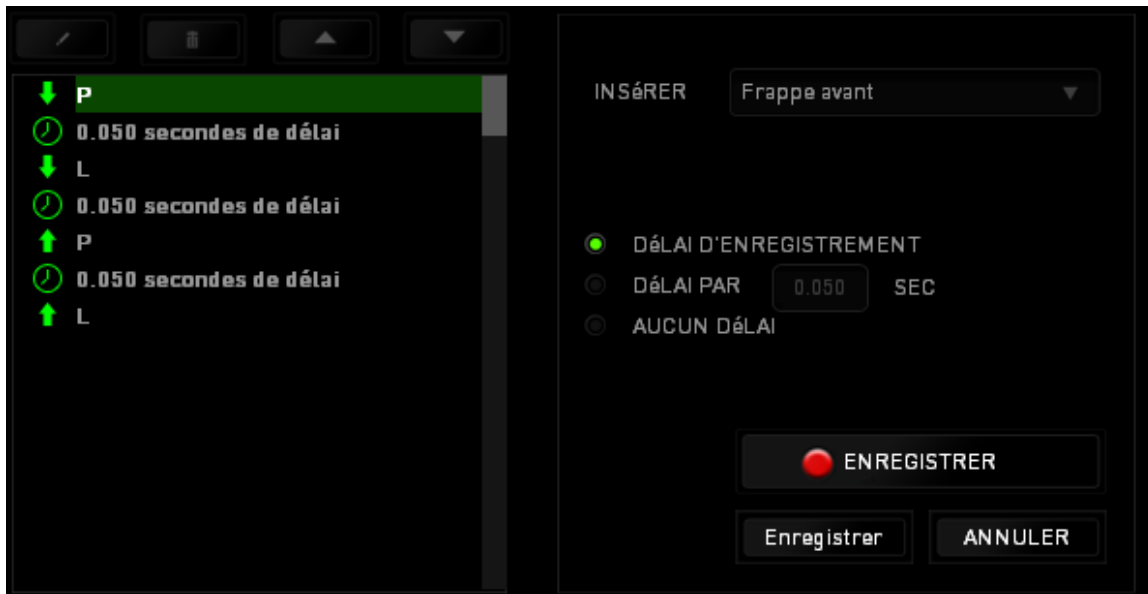 P
0.050 secondes de délai
L
0.050 secondes de délai
P
0.050 secondes de délai
L
INSéRER Frappe avant
DéLAI D'ENREGISTREMENT
DéLAI PAR 0.050 SEC
AUCUN DéLAI
ENREGISTRER
Enregistrer ANNULER